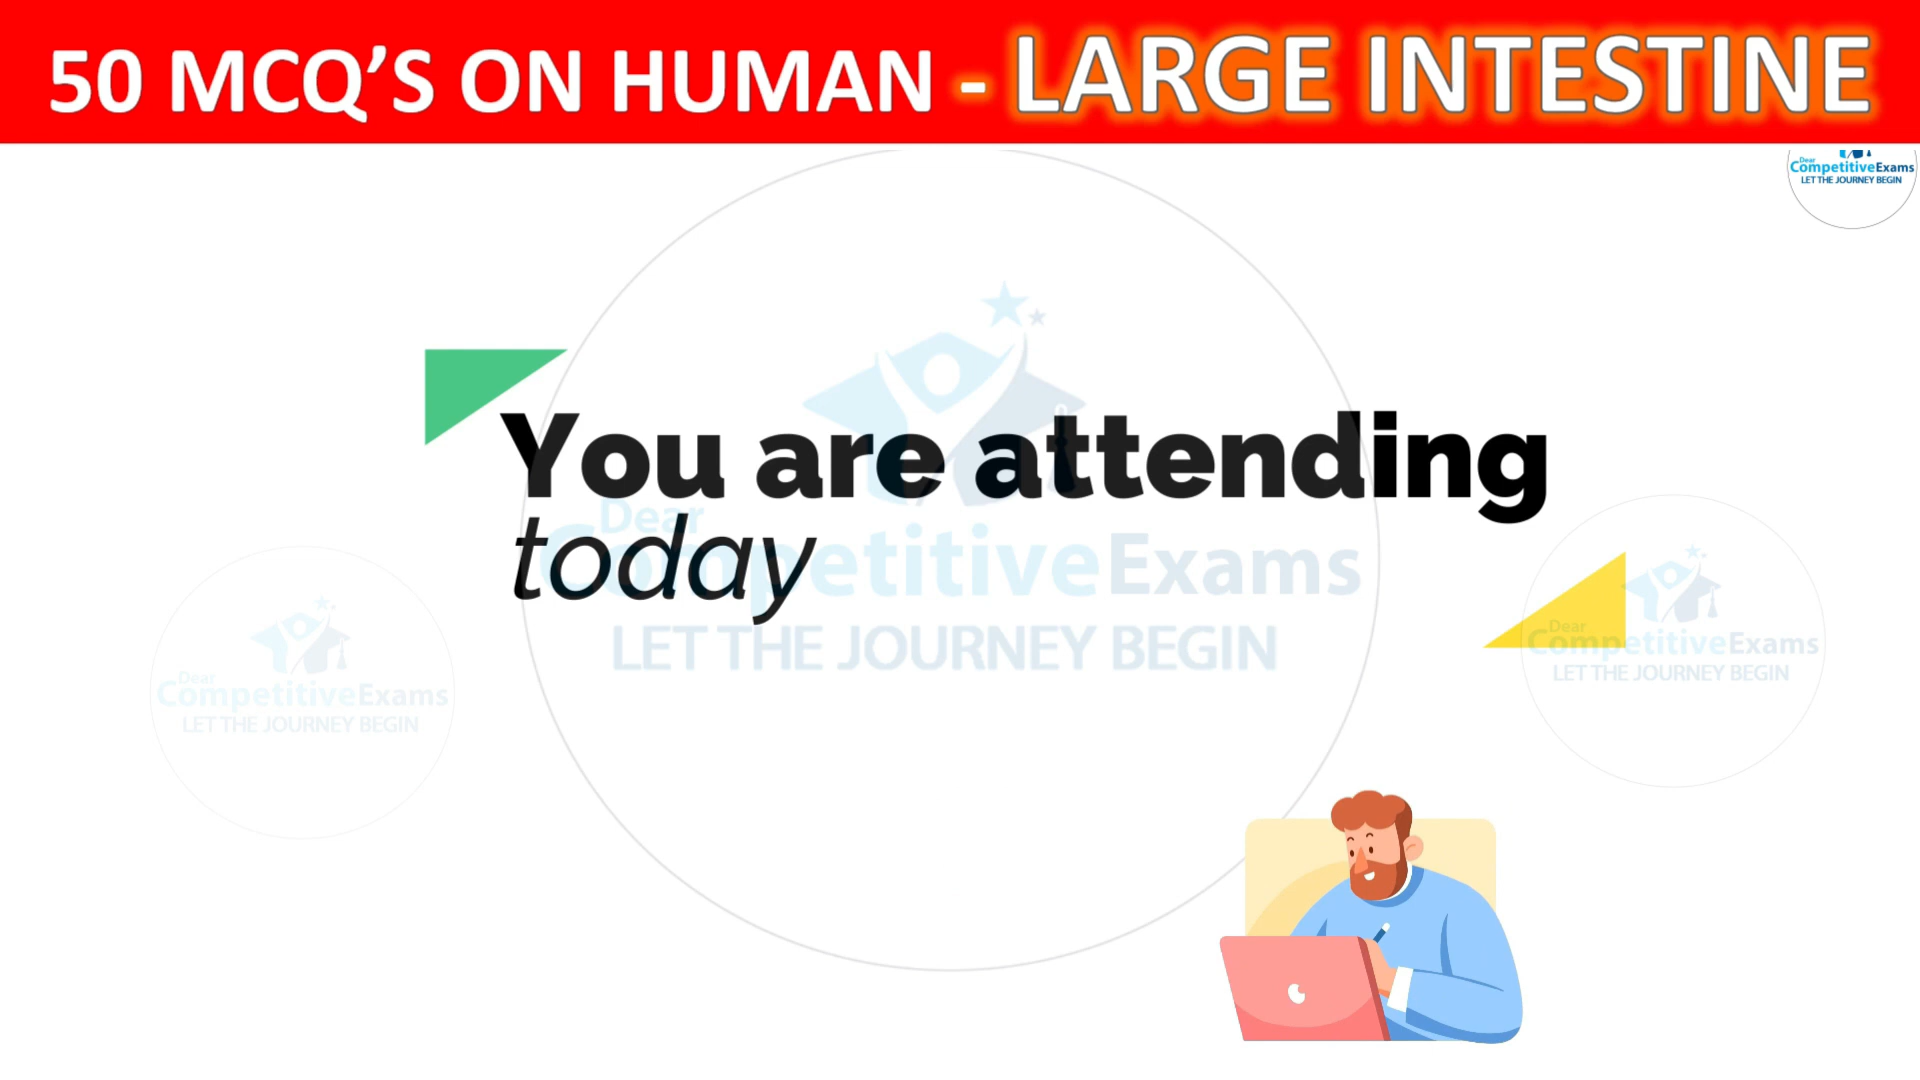 50 MCQ’S ON HUMAN - LARGE INTESTINE
Dear
CompetitiveExams
LET THE JOURNEY BEGIN
You are attending
today
Dear
CompetitiveExams
LET THE JOURNEY BEGIN
Dear
CompetitiveExams
LET THE JOURNEY BEGIN
Dear
CompetitiveExams
LET THE JOURNEY BEGIN